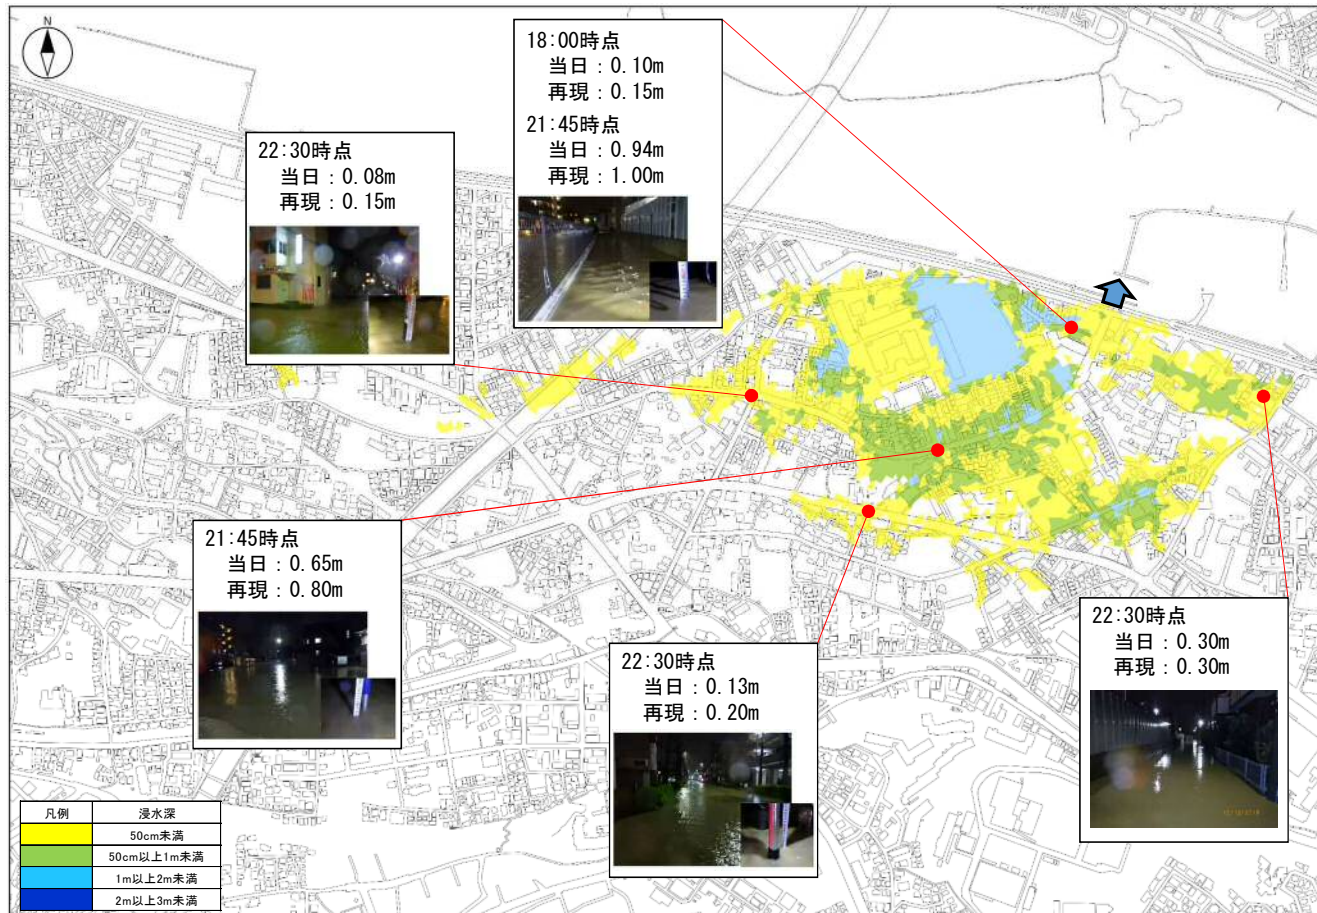 N
18:00時点
当日：0.10m
再現：0.15m
21:45時点
当日：0.94m
再現：1.00m
22:30時点
当日：0.08m
再現：0.15m
21:45時点
当日：0.65m
再現：0.80m
22:30時点
当日：0.13m
再現：0.20m
22:30時点
当日：0.30m
再現：0.30m
凡例 浸水深
50cm未満
50cm以上1m未満
1m以上2m未満
2m以上3m未満